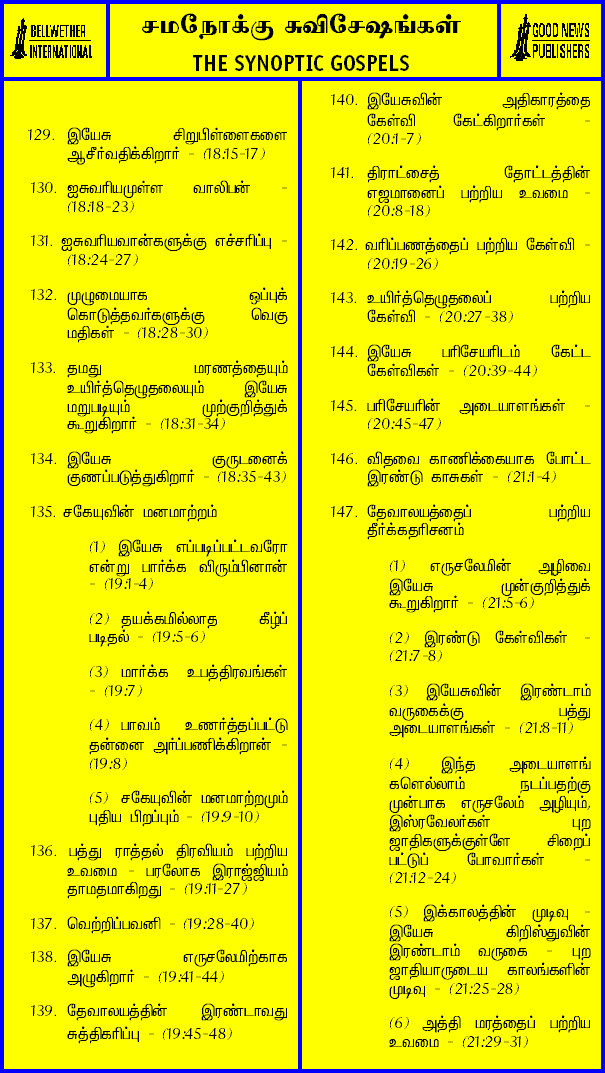 BELLWETHER
INTERNATIONAL
சமநோக்கு சுவிசேஷங்கள்
THE SYNOPTIC GOSPELS
GOOD NEWS
PUBLISHERS
129. இயேசு சிறுபிள்ளைகளை
ஆசீர்வதிக்கிறார் - (18:15-17)
130. ஐசுவரியமுள்ள வாலிபன் -
(18:18-23)
131. ஐசுவரியவான்களுக்கு எச்சரிப்பு -
(18:24-27)
132. முழுமையாக ஒப்புக்
கொடுத்தவர்களுக்கு வெகு
மதிகள் - (18:28-30)
133. தமது மரணத்தையும்
உயிர்த்தெழுதலையும் இயேசு
மறுபடியும் முற்குறித்துக்
கூறுகிறார் - (18:31-34)
134. இயேசு குருடனைக்
குணப்படுத்துகிறார் - (18:35-43)
135. சகேயுவின் மனமாற்றம்
(1) இயேசு எப்படிப்பட்டவரோ
என்று பார்க்க விரும்பினான்
- (19:1-4)
(2) தயக்கமில்லாத கீழ்ப்
படிதல் - (19:5-6)
(3) மார்க்க உபத்திரவங்கள்
- (19:7)
(4) பாவம் உணர்த்தப்பட்டு
தன்னை அர்ப்பணிக்கிறான் -
(19:8)
(5) சகேயுவின் மனமாற்றமும்
புதிய பிறப்பும் - (19:9-10)
136. பத்து ராத்தல் திரவியம் பற்றிய
உவமை - பரலோக இராஜ்ஜியம்
தாமதமாகிறது - (19:11-27)
137. வெற்றிப்பவனி - (19:28-40)
138. இயேசு எருசலேமிற்காக
அழுகிறார் - (19:41-44)
139. தேவாலயத்தின் இரண்டாவது
சுத்திகரிப்பு - (19:45-48)
140. இயேசுவின் அதிகாரத்தை
கேள்வி கேட்கிறார்கள் -
(20:1-7)
141. திராட்சைத் தோட்டத்தின்
எஜமானைப் பற்றிய உவமை -
(20:8-18)
142. வரிப்பணத்தைப் பற்றிய கேள்வி -
(20:19-26)
143. உயிர்த்தெழுதலைப் பற்றிய
கேள்வி - (20:27-38)
144. இயேசு பரிசேயரிடம் கேட்ட
கேள்விகள் - (20:39-44)
145. பரிசேயரின் அடையாளங்கள் -
(20:45-47)
146. விதவை காணிக்கையாக போட்ட
இரண்டு காசுகள் - (21:1-4)
147. தேவாலயத்தைப் பற்றிய
தீர்க்கதரிசனம்
(1) எருசலேமின் அழிவை
இயேசு முன்குறித்துக்
கூறுகிறார் - (21:5-6)
(2) இரண்டு கேள்விகள் -
(21:7-8)
(3) இயேசுவின் இரண்டாம்
வருகைக்கு பத்து
அடையாளங்கள் - (21:8-11)
(4) இந்த அடையாளங்
களெல்லாம் நடப்பதற்கு
முன்பாக எருசலேம் அழியும்,
இஸ்ரவேலர்கள் புற
ஜாதிகளுக்குள்ளே சிறைப்
பட்டுப் போவார்கள் -
(21:12-24)
(5) இக்காலத்தின் முடிவு -
இயேசு கிறிஸ்துவின்
இரண்டாம் வருகை - புற
ஜாதியாருடைய காலங்களின்
முடிவு - (21:25-28)
(6) அத்தி மரத்தைப் பற்றிய
உவமை - (21:29-31)